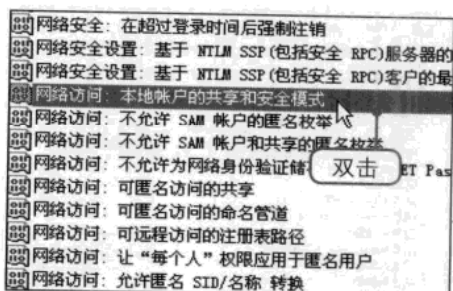 网络安全: 在超过登录时间后强制注销
网络安全设置: 基于 NTLM SSP(包括安全 RPC)服务器的
网络安全设置: 基于 NTLM SSP(包括安全 RPC)客户的最
网络访问: 本地帐户的共享和安全模式
网络访问: 不允许 SAM 帐户的匿名枚举
网络访问: 不允许 SAM 帐户和共享的匿名枚举
网络访问: 不允许为网络身份验证储 ET Pas
双击
网络访问: 可匿名访问的共享
网络访问: 可匿名访问的命名管道
网络访问: 可远程访问的注册表路径
网络访问: 让“每个人”权限应用于匿名用户
网络访问: 允许匿名 SID/名称 转换